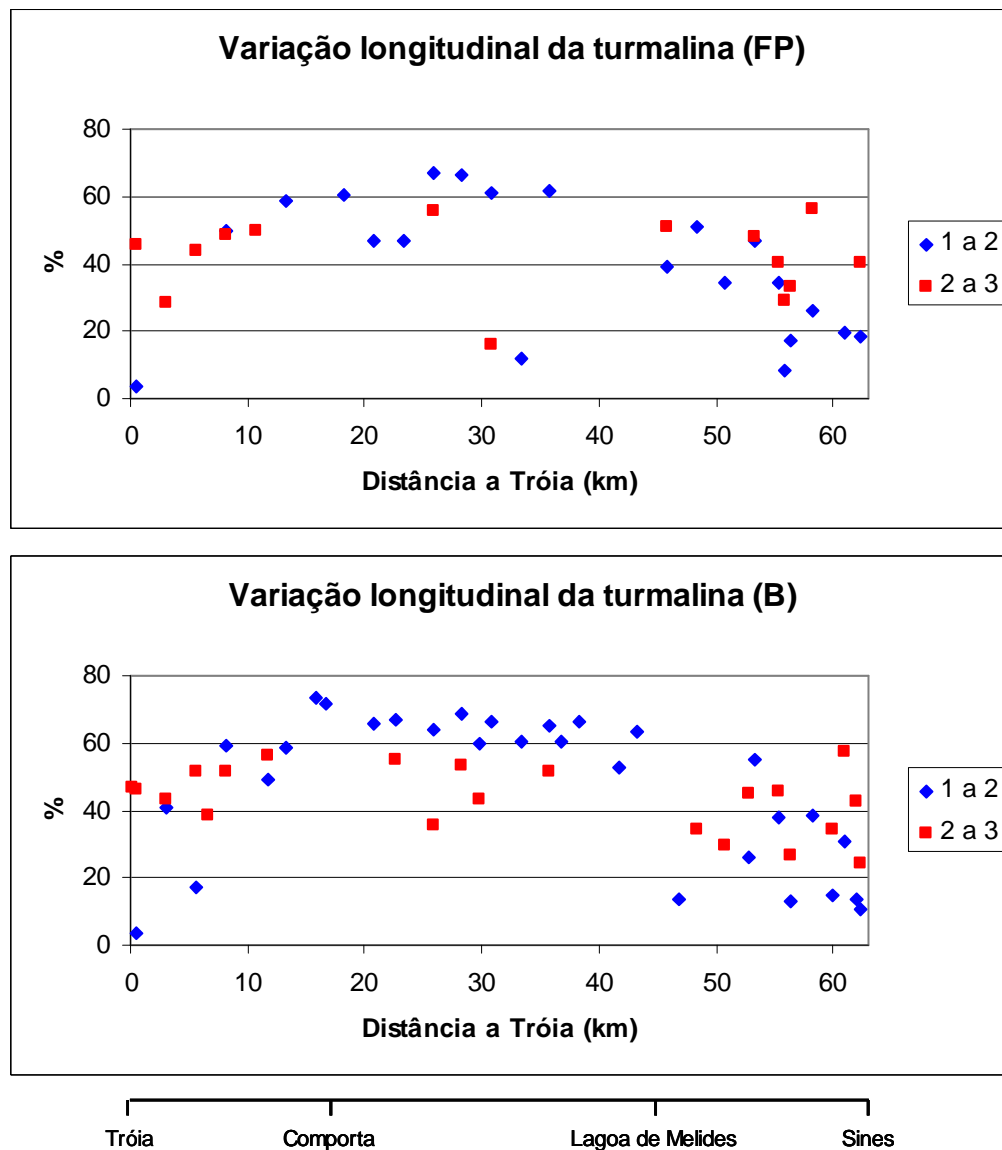 Variação longitudinal da turmalina (FP)
80
60
40
20
0
%
0 10 20 30 40 50 60
Distância a Tróia (km)
1 a 2
2 a 3
Variação longitudinal da turmalina (B)
80
60
40
20
0
%
0 10 20 30 40 50 60
Distância a Tróia (km)
1 a 2
2 a 3
Tróia Comporta Lagoa de Melides Sines